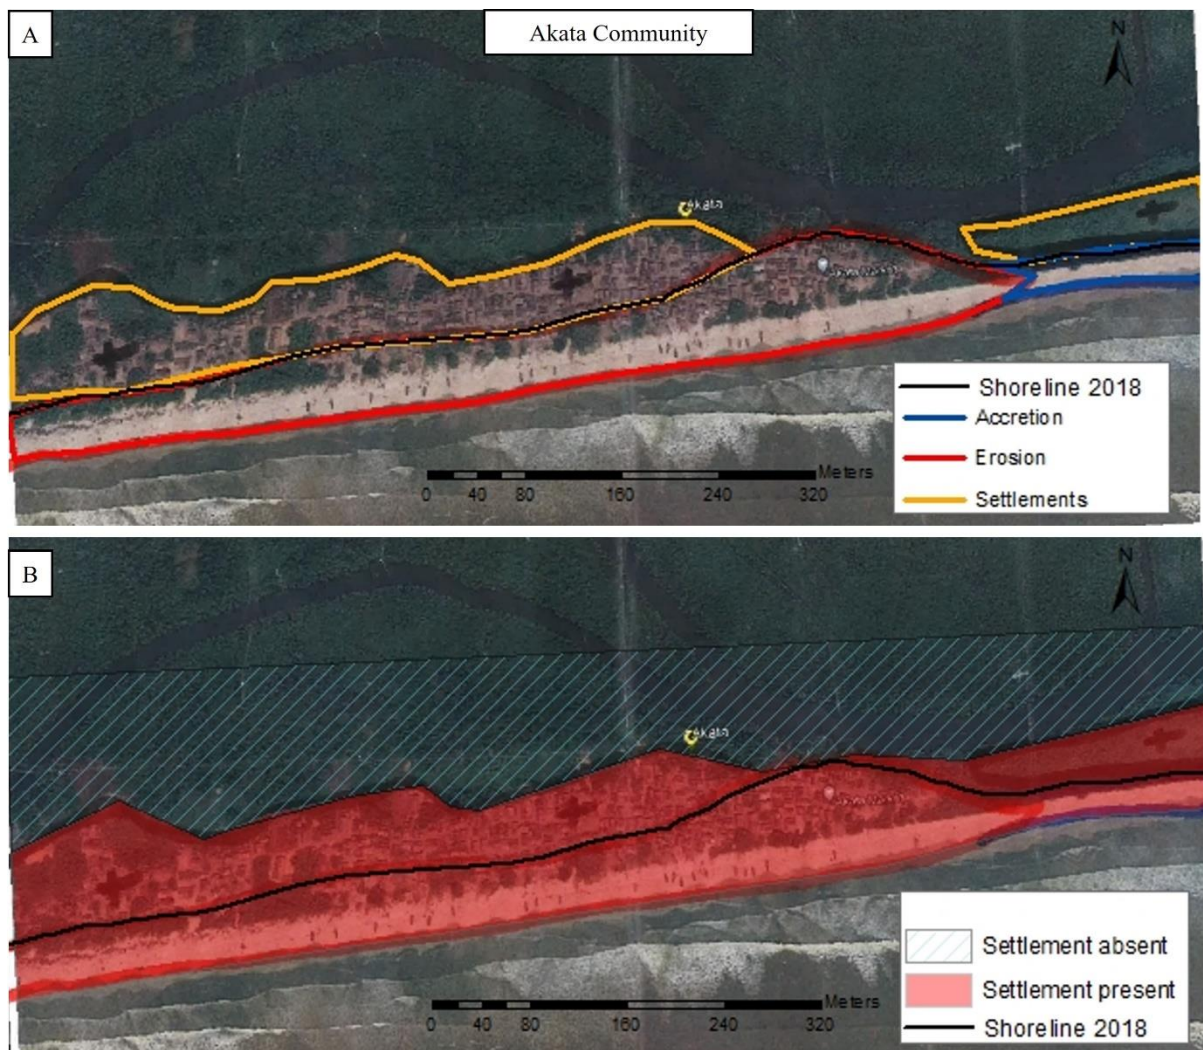 A
Akata Community
N
Akata
Shoreline 2018
Accretion
Erosion
Settlements
Meters
0 40 80 160 240 320
B
N
Akata
Settlement absent
Settlement present
Shoreline 2018
Meters
0 40 80 160 240 320